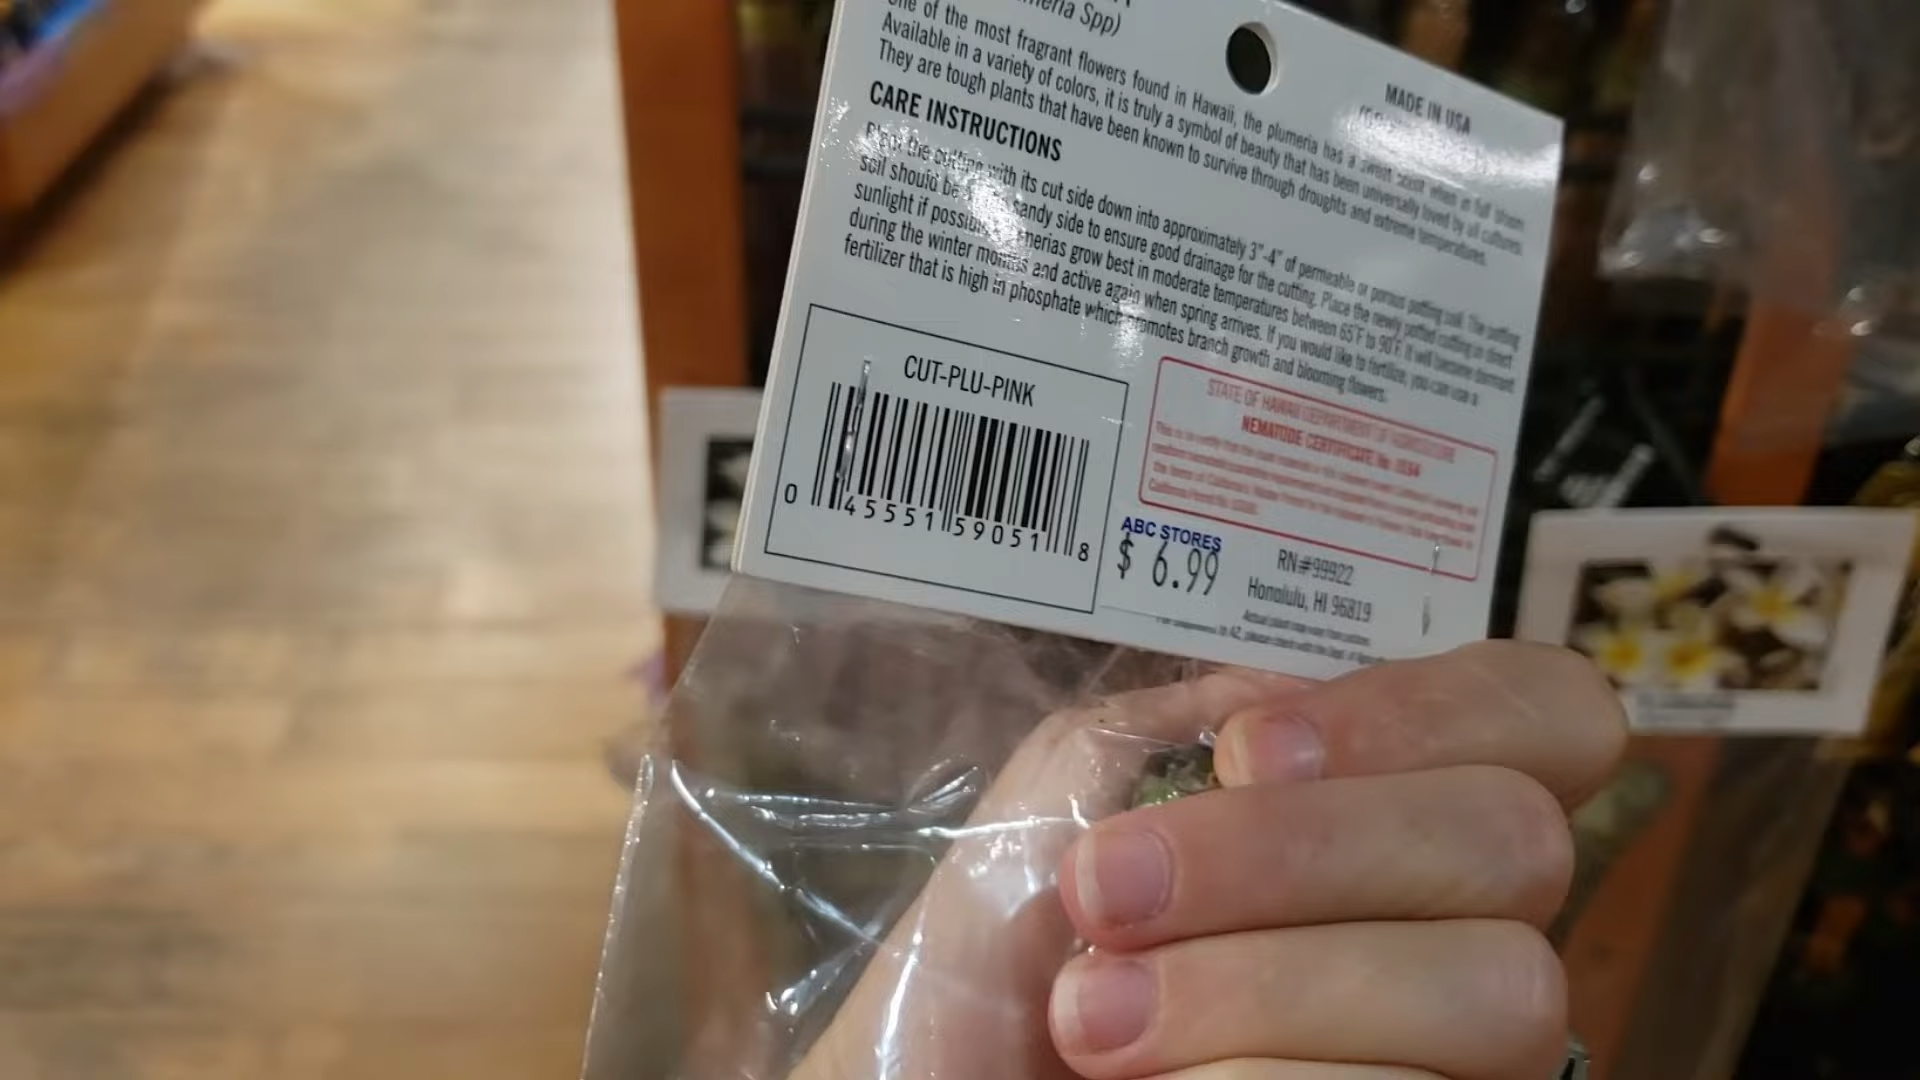 One of the most fragrant flowers found in Hawaii, the plumeria has a sweet scent when in full bloom.
Available in a variety of colors, it is truly a symbol of beauty that has been universally loved by all cultures.
They are tough plants that have been known to survive through droughts and extreme temperatures.
MADE IN USA
CARE INSTRUCTIONS
Plant the cutting with its cut side down into approximately 3"-4" of permeable or porous potting soil. The potting
soil should be sandy side to ensure good drainage for the cutting. Place the newly potted cutting in direct
sunlight if possible. Plumerias grow best in moderate temperatures between 65°F to 90°F. It will become dormant
during the winter months and active again when spring arrives. If you would like to fertilize, you can use a
fertilizer that is high in phosphate which promotes branch growth and blooming flowers.
CUT-PLU-PINK
0 45551 59051 8
STATE OF HAWAII DEPARTMENT OF AGRICULTURE
NEMATODE CERTIFICATE No.
ABC STORES
$ 6.99
RN#99922
Honolulu, HI 96819